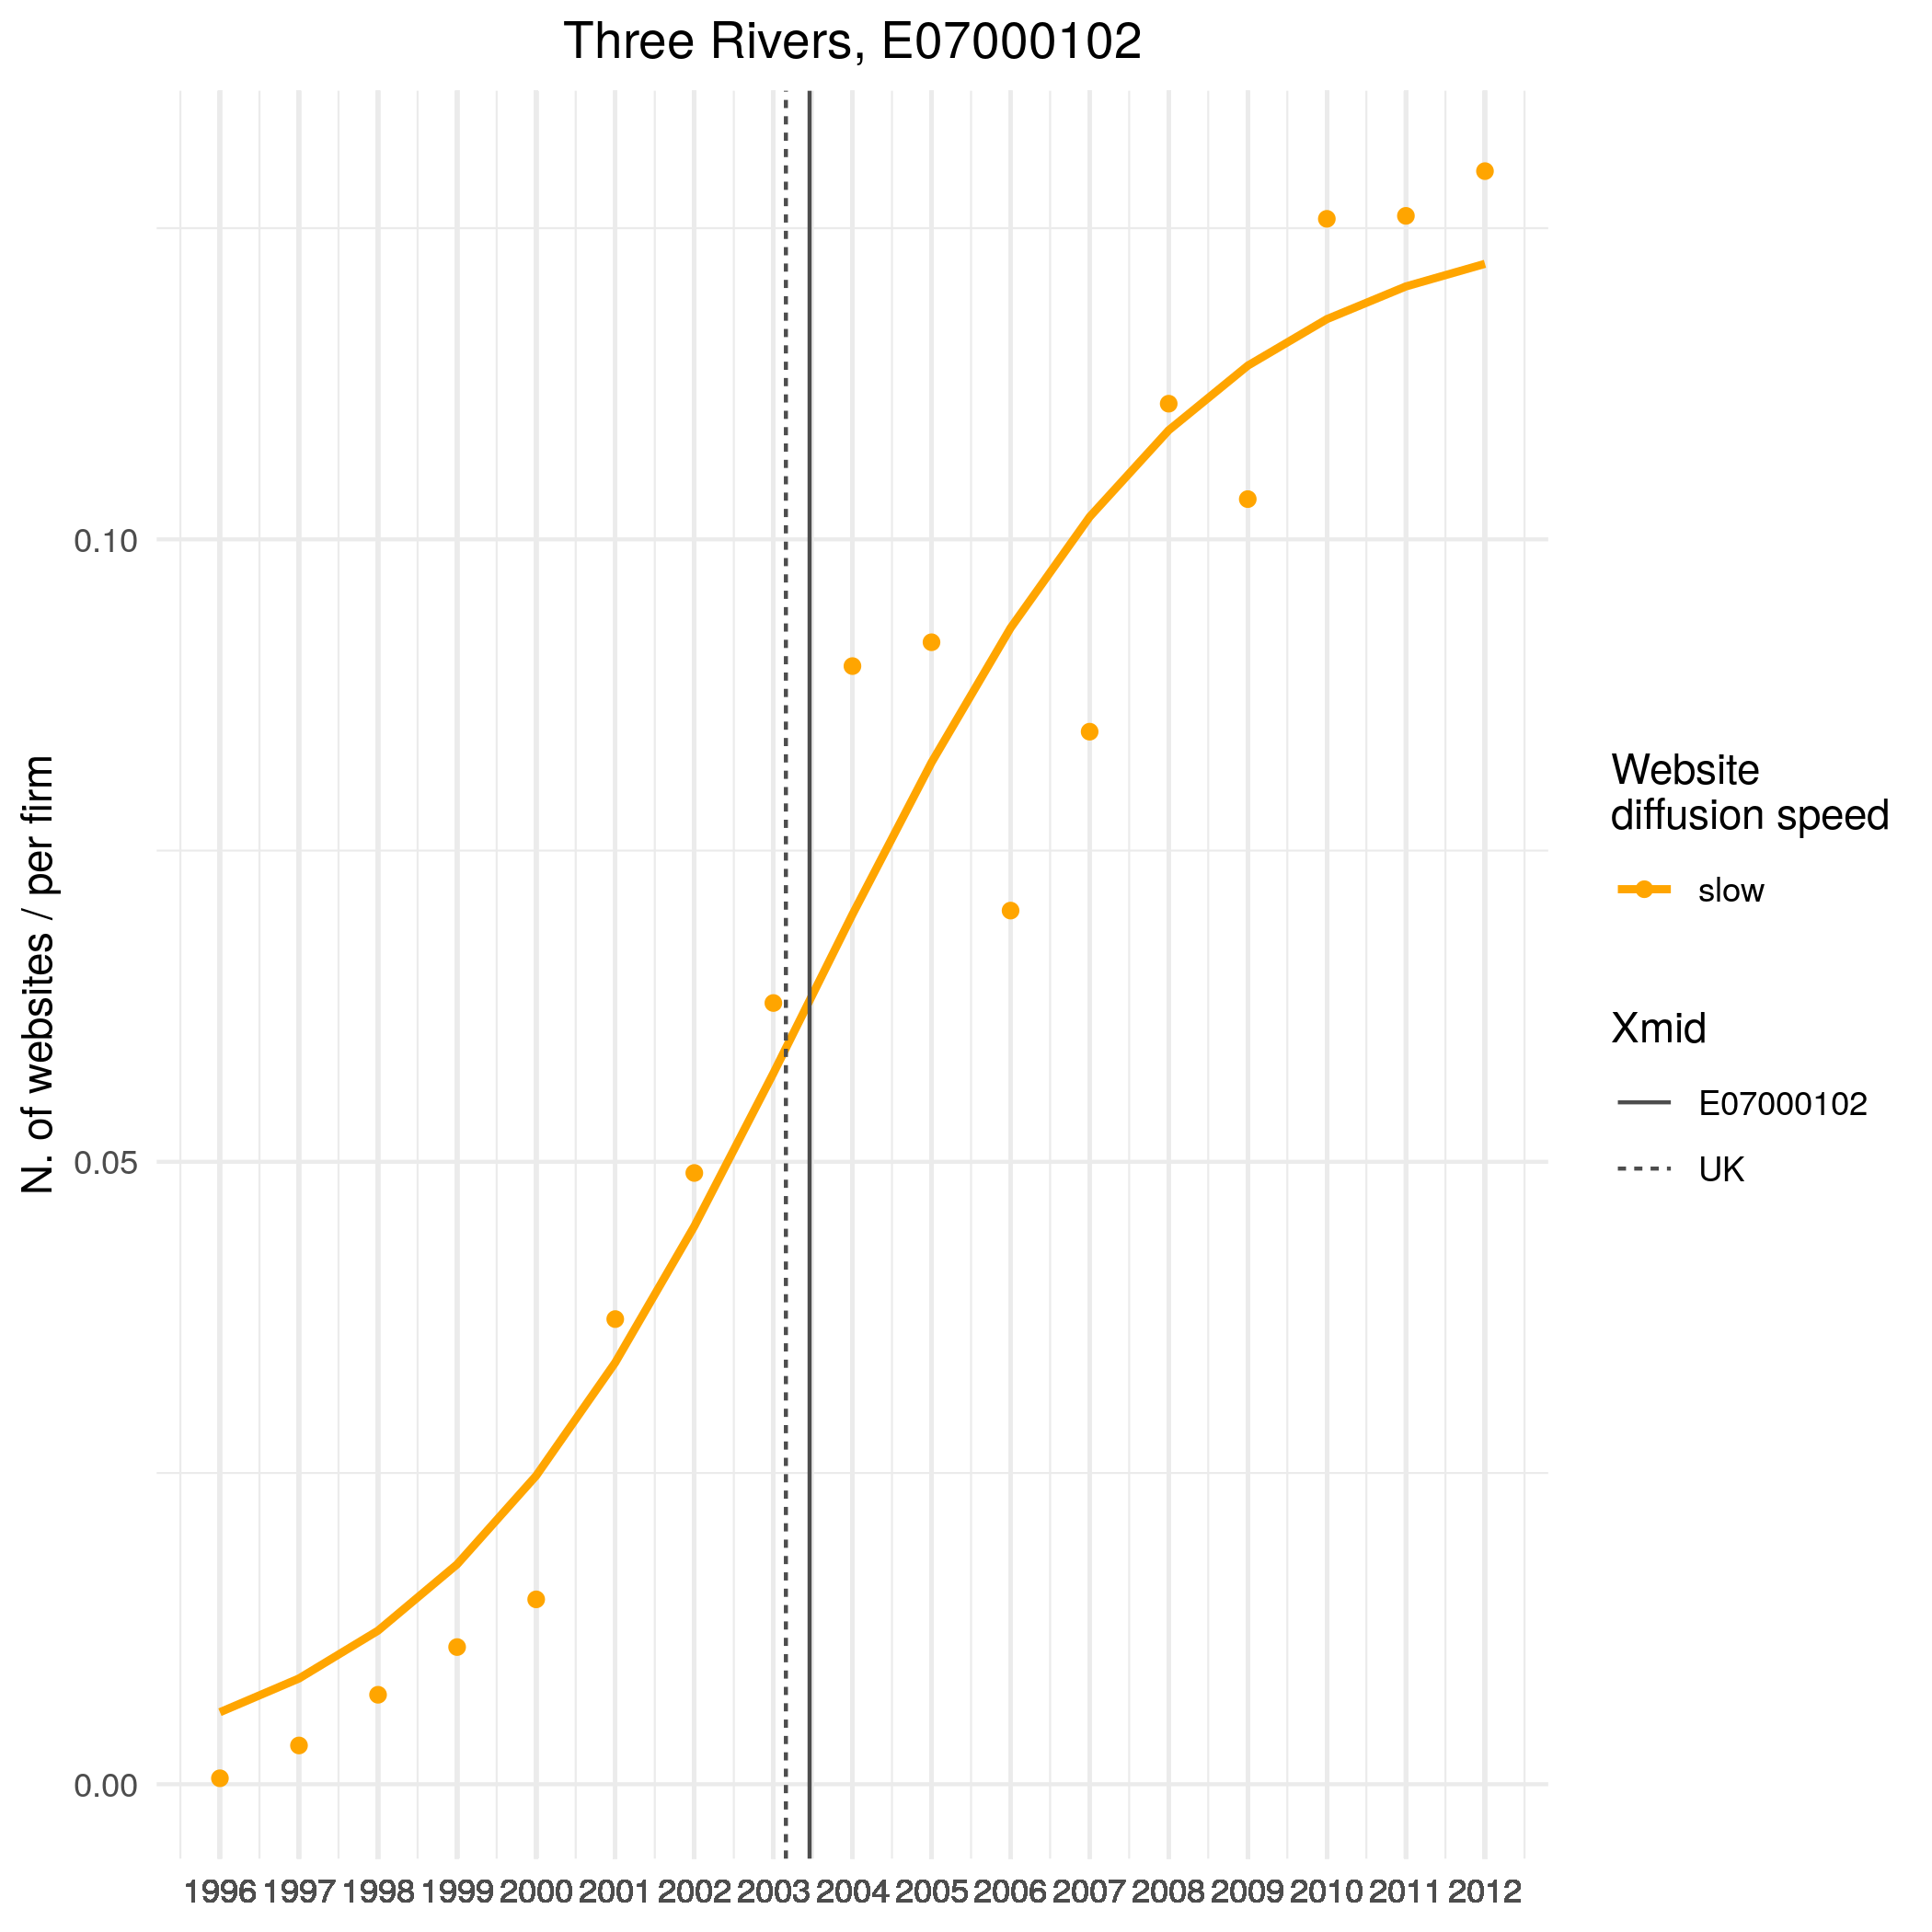 Three Rivers, E07000102
N. of websites / per firm
0.10
0.05
0.00
1996 1997 1998 1999 2000 2001 2002 2003 2004 2005 2006 2007 2008 2009 2010 2011 2012
Website
diffusion speed
slow
Xmid
E07000102
UK